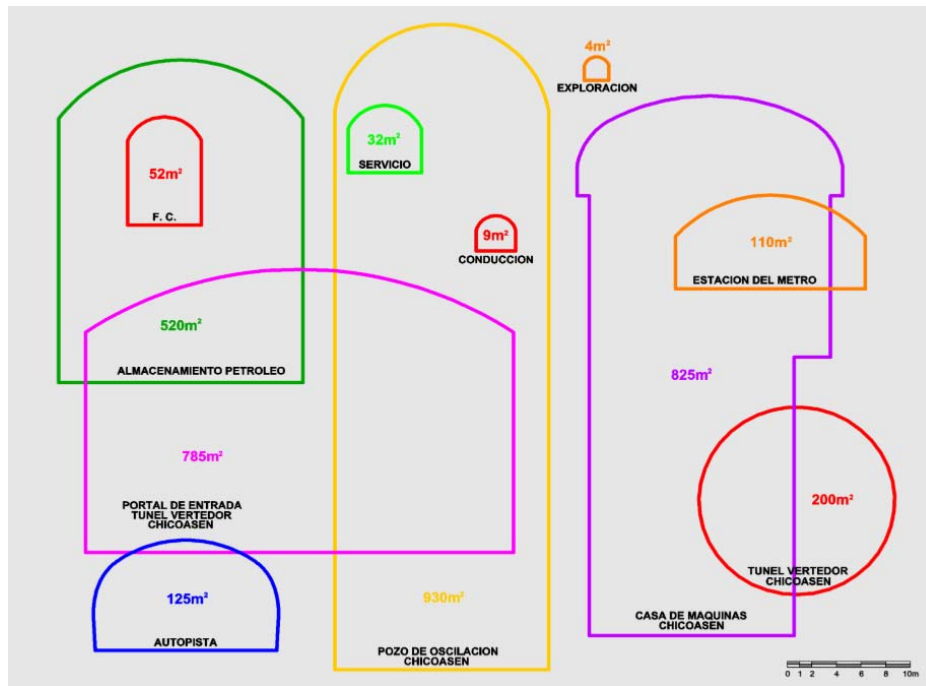 4m²
EXPLORACION
52m²
F. C.
32m²
SERVICIO
9m²
CONDUCCION
110m²
ESTACION DEL METRO
520m²
ALMACENAMIENTO PETROLEO
825m²
785m²
PORTAL DE ENTRADA
TUNEL VERTEDOR
CHICOASEN
200m²
TUNEL VERTEDOR
CHICOASEN
125m²
AUTOPISTA
930m²
POZO DE OSCILACION
CHICOASEN
CASA DE MAQUINAS
CHICOASEN
0 1 2 4 6 8 10m